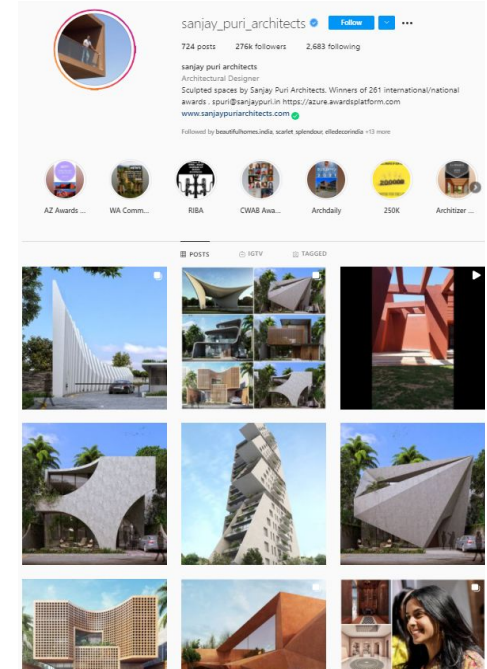 sanjay_puri_architects Follow
724 posts 276k followers 2,683 following
sanjay puri architects
Architectural Designer
Sculpted spaces by Sanjay Puri Architects. Winners of 261 international/national
awards . spuri@sanjaypuri.in https://azure.awardsplatform.com
www.sanjaypuriarchitects.com
Followed by beautifulhomes.india, scarlet_splendour, elledecorindia +13 more
AZ Awards ... WA Comm... RIBA CWAB Awa... Archdaily 250K Architizer ...
POSTS IGTV TAGGED